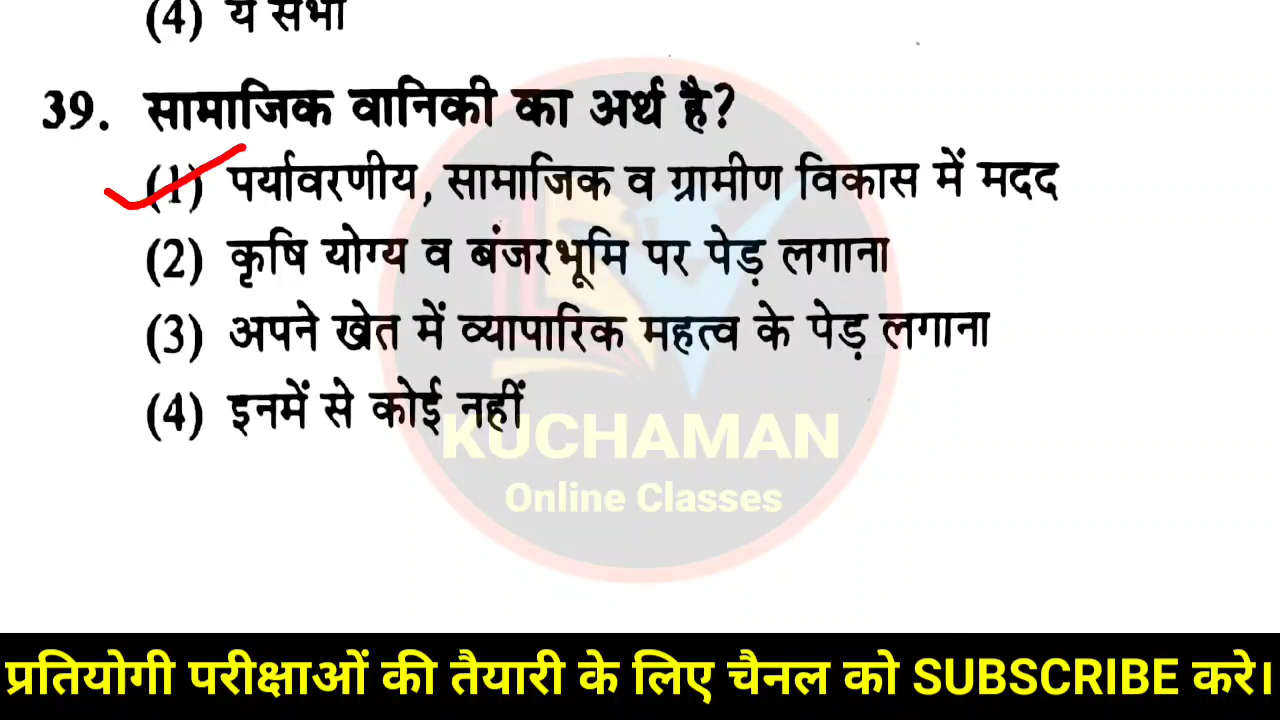 (4) ये सभी
39. सामाजिक वानिकी का अर्थ है?
(1) पर्यावरणीय, सामाजिक व ग्रामीण विकास में मदद
(2) कृषि योग्य व बंजरभूमि पर पेड़ लगाना
(3) अपने खेत में व्यापारिक महत्व के पेड़ लगाना
(4) इनमें से कोई नहीं
KUCHAMAN
Online Classes
प्रतियोगी परीक्षाओं की तैयारी के लिए चैनल को SUBSCRIBE करे।